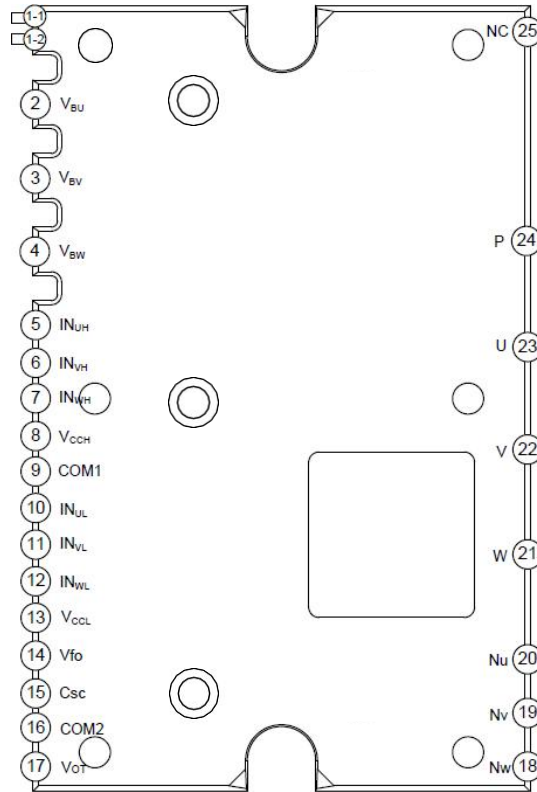 1-1
1-2
2 VBU
3 VBV
4 VBW
5 INUH
6 INVH
7 INWH
8 VCCH
9 COM1
10 INUL
11 INVL
12 INWL
13 VCCL
14 Vfo
15 Csc
16 COM2
17 VOT
NC 25
P 24
U 23
V 22
W 21
Nu 20
Nv 19
Nw 18